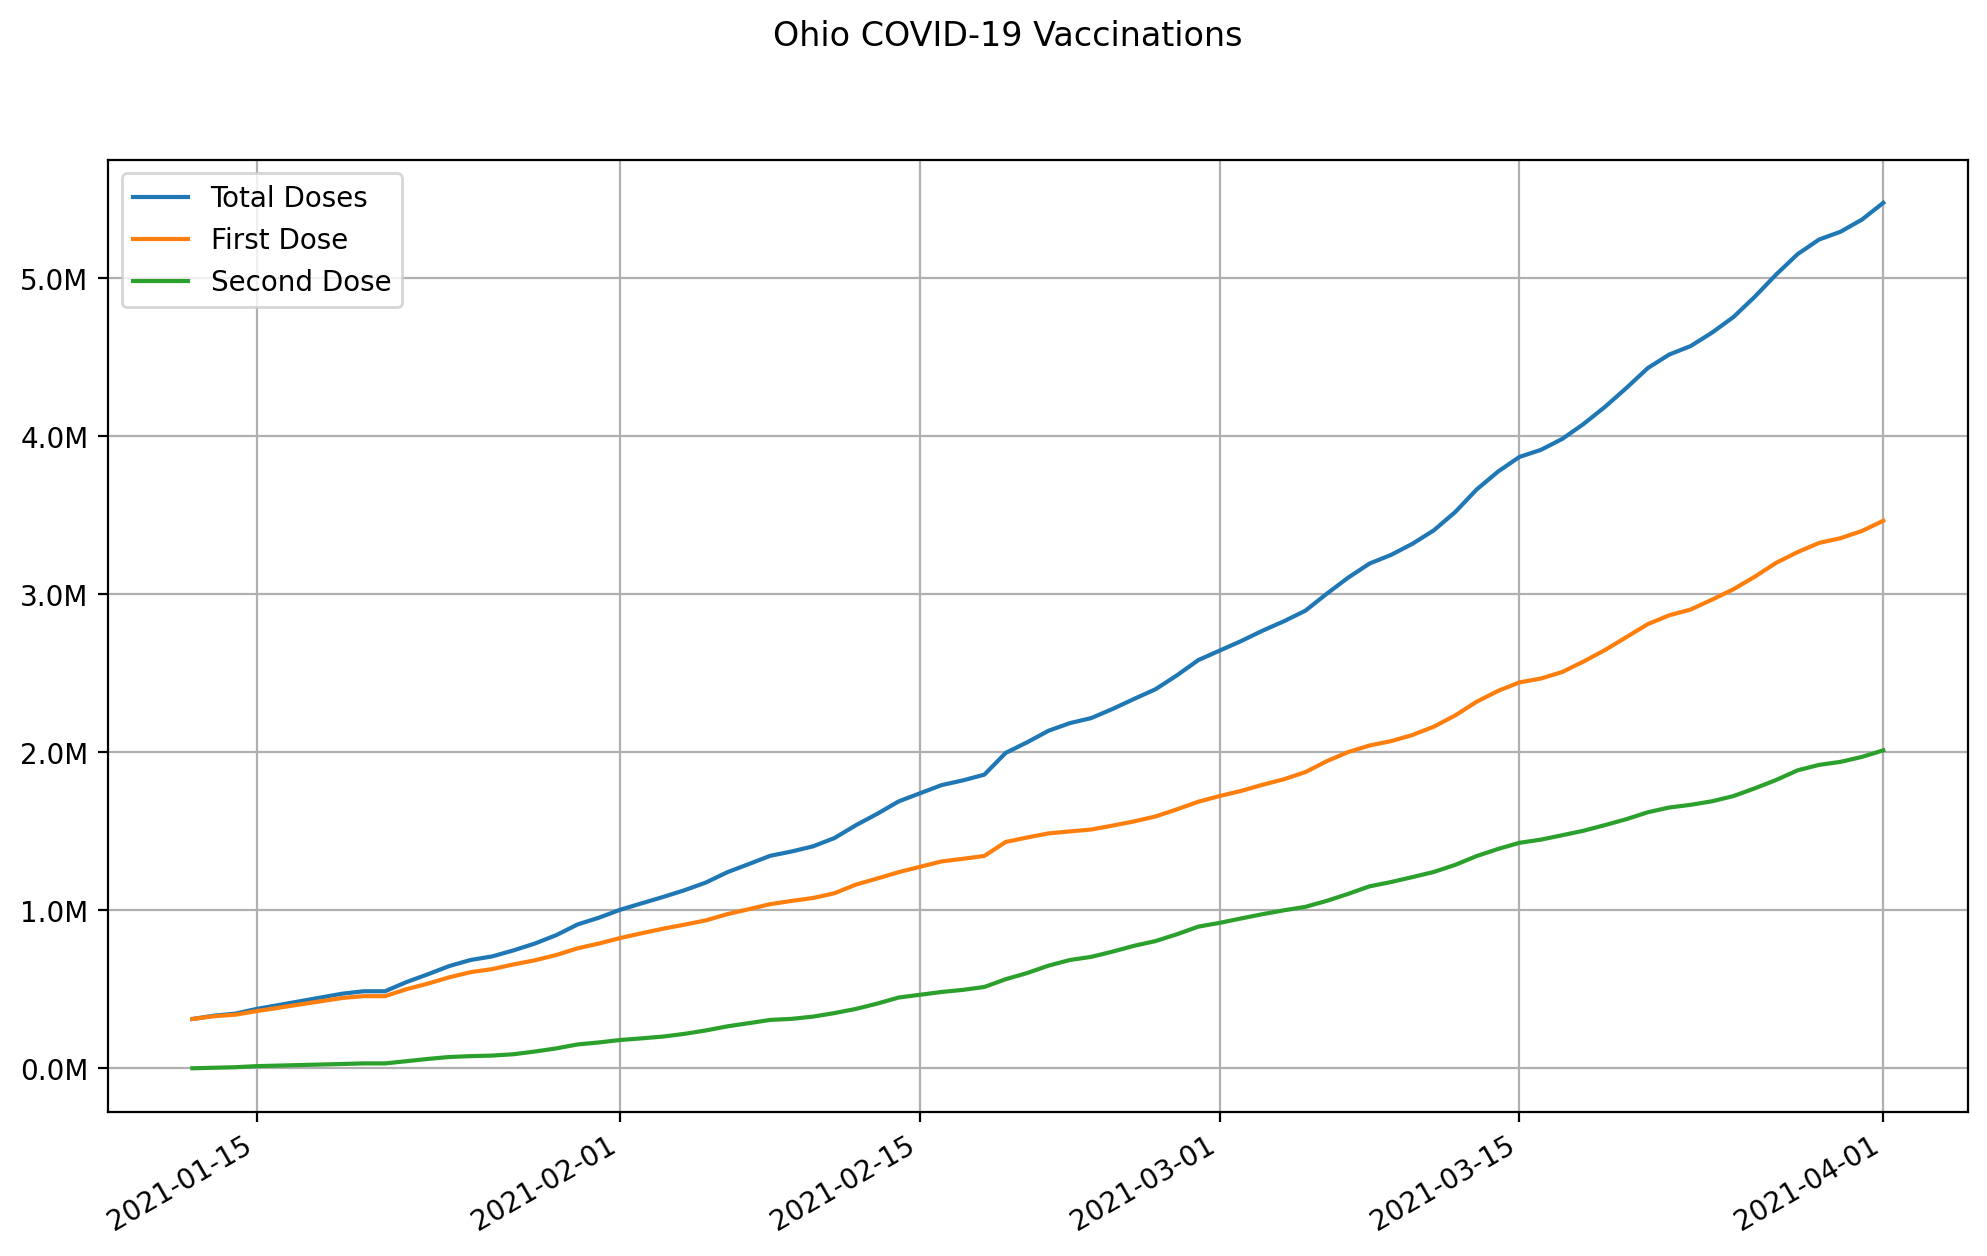 Ohio COVID-19 Vaccinations
Total Doses
First Dose
Second Dose
5.0M
4.0M
3.0M
2.0M
1.0M
0.0M
2021-01-15
2021-02-01
2021-02-15
2021-03-01
2021-03-15
2021-04-01